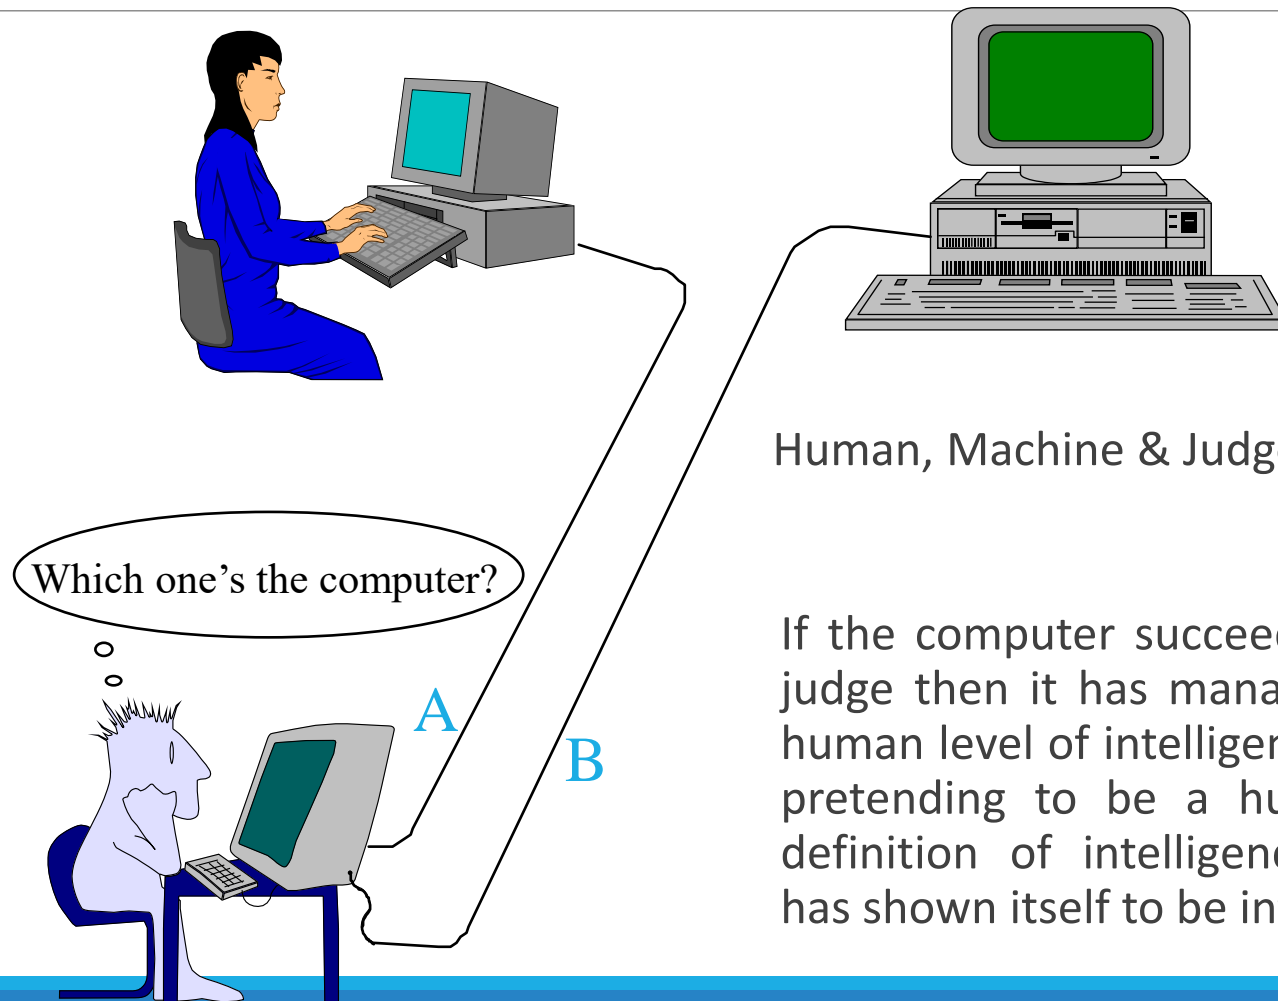 Human, Machine & Judge
Which one's the computer?
If the computer succee
judge then it has mana
human level of intellige
pretending to be a hu
definition of intelligen
has shown itself to be in
A
B